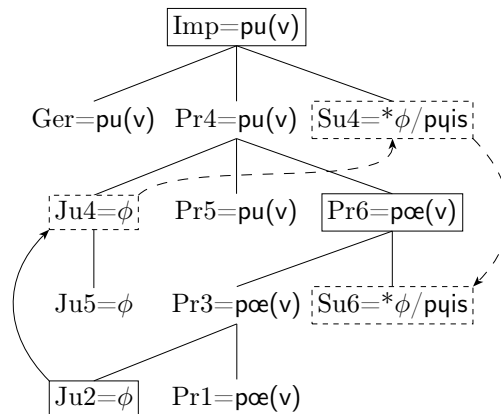 Imp=pu(v)
Ger=pu(v) Pr4=pu(v) Su4=*ϕ/pɥis
Ju4=ϕ Pr5=pu(v) Pr6=pœ(v)
Ju5=ϕ Pr3=pœ(v) Su6=*ϕ/pɥis
Ju2=ϕ Pr1=pœ(v)